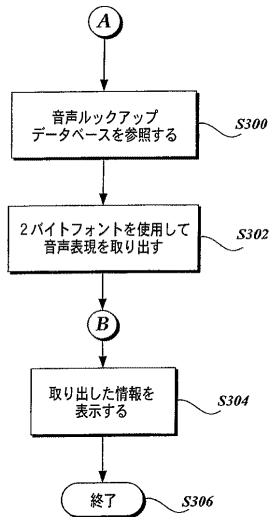 A
音声ルックアップ
データベースを参照する
S300
2バイトフォントを使用して
音声表現を取り出す
S302
B
取り出した情報を
表示する
S304
終了
S306